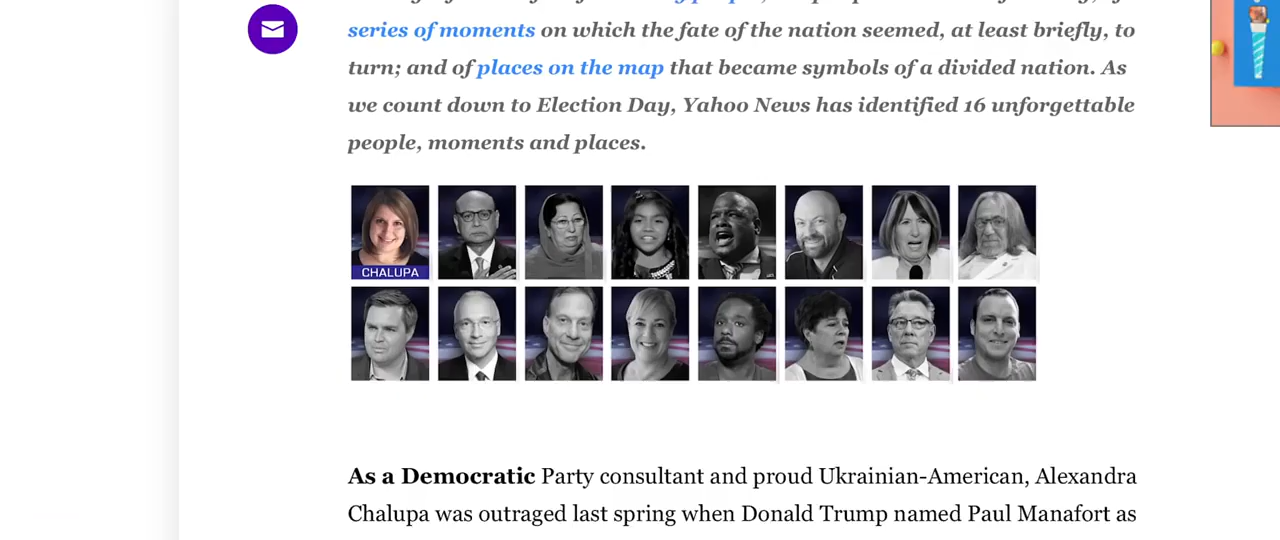 series of moments on which the fate of the nation seemed, at least briefly, to
turn; and of places on the map that became symbols of a divided nation. As
we count down to Election Day, Yahoo News has identified 16 unforgettable
people, moments and places.
CHALUPA
As a Democratic Party consultant and proud Ukrainian-American, Alexandra
Chalupa was outraged last spring when Donald Trump named Paul Manafort as